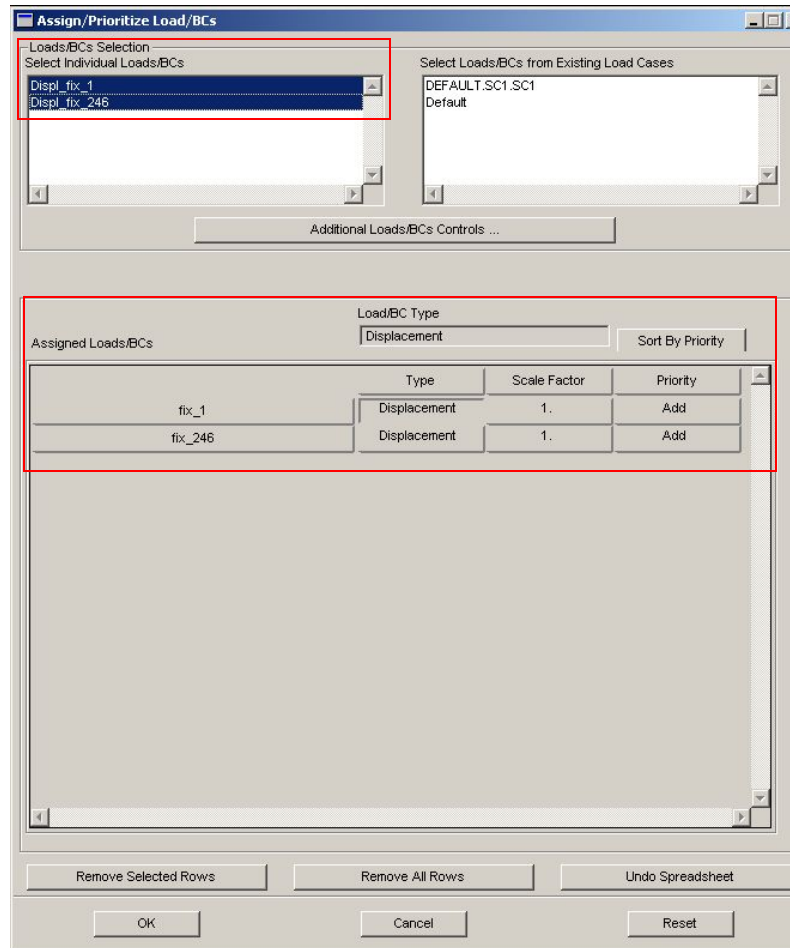 Assign/Prioritize Load/BCs
Loads/BCs Selection
Select Individual Loads/BCs
Select Loads/BCs from Existing Load Cases
Displ_fix_1
Displ_fix_246
DEFAULT.SC1.SC1
Default
Additional Loads/BCs Controls ...
Load/BC Type
Assigned Loads/BCs
Displacement
Sort By Priority
Type Scale Factor Priority
fix_1 Displacement 1. Add
fix_246 Displacement 1. Add
Remove Selected Rows
Remove All Rows
Undo Spreadsheet
OK
Cancel
Reset